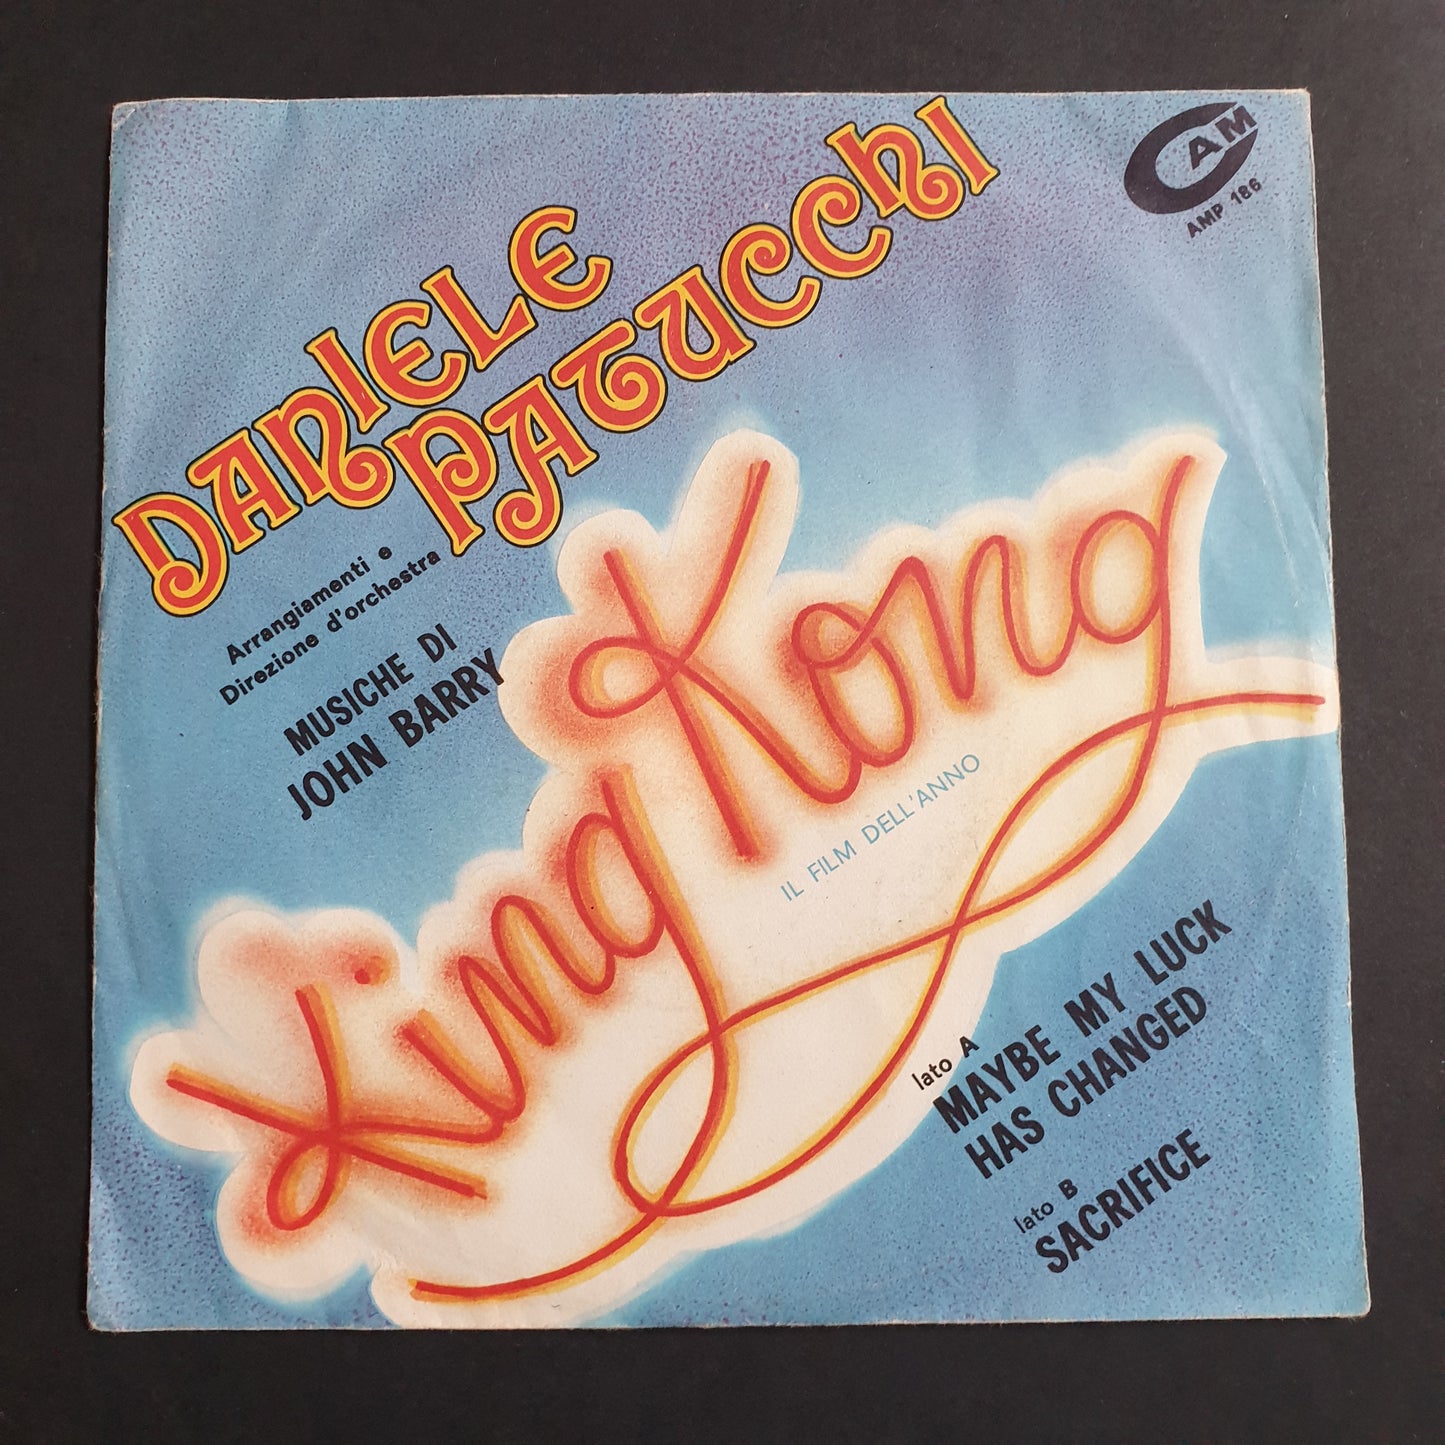 DANIELE
PATUCCHI
CAM
AMP 186
Arrangiamenti e
Direzione d'orchestra
MUSICHE DI
JOHN BARRY
King Kong
IL FILM DELL'ANNO
lato A
MAYBE MY LUCK
HAS CHANGED
lato B
SACRIFICE